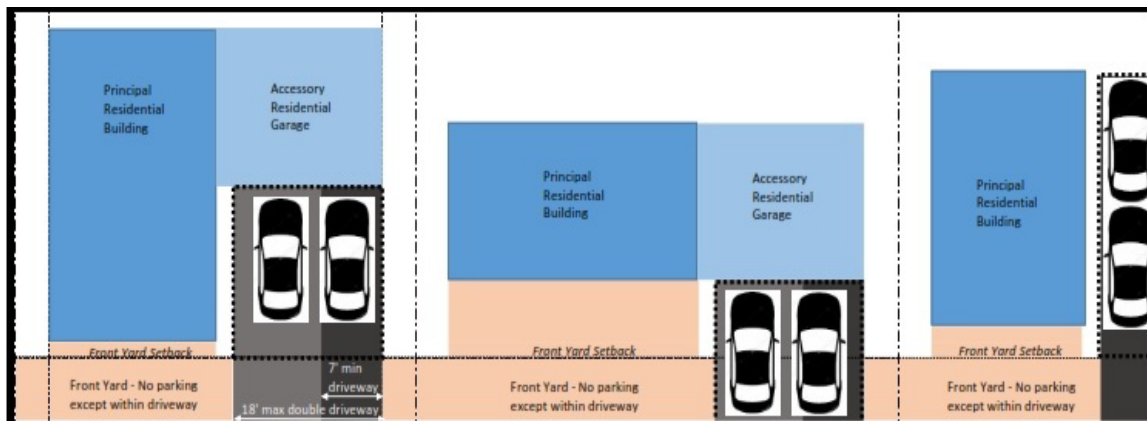 Principal
Residential
Building
Accessory
Residential
Garage
Front Yard Setback
Front Yard - No parking
except within driveway
7' min
driveway
18' max double driveway
Principal
Residential
Building
Accessory
Residential
Garage
Front Yard Setback
Front Yard - No parking
except within driveway
Principal
Residential
Building
Front Yard Setback
Front Yard - No parking
except within driveway